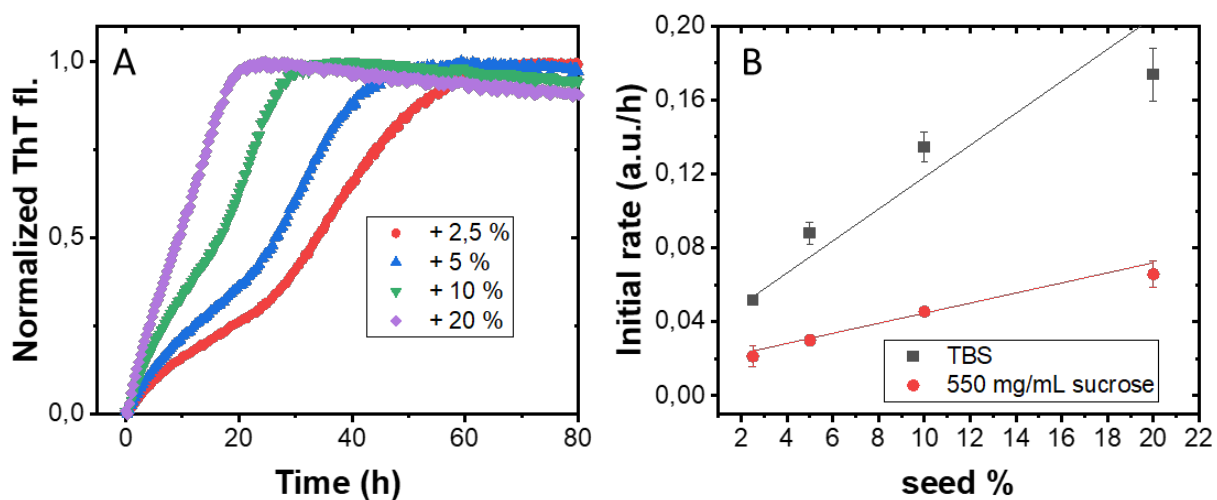 A
Normalized ThT fl.
1,0
0,5
0,0
+ 2,5 %
+ 5 %
+ 10 %
+ 20 %
0 20 40 60 80
Time (h)
B
Initial rate (a.u./h)
0,20
0,16
0,12
0,08
0,04
0,00
TBS
550 mg/mL sucrose
2 4 6 8 10 12 14 16 18 20 22
seed %